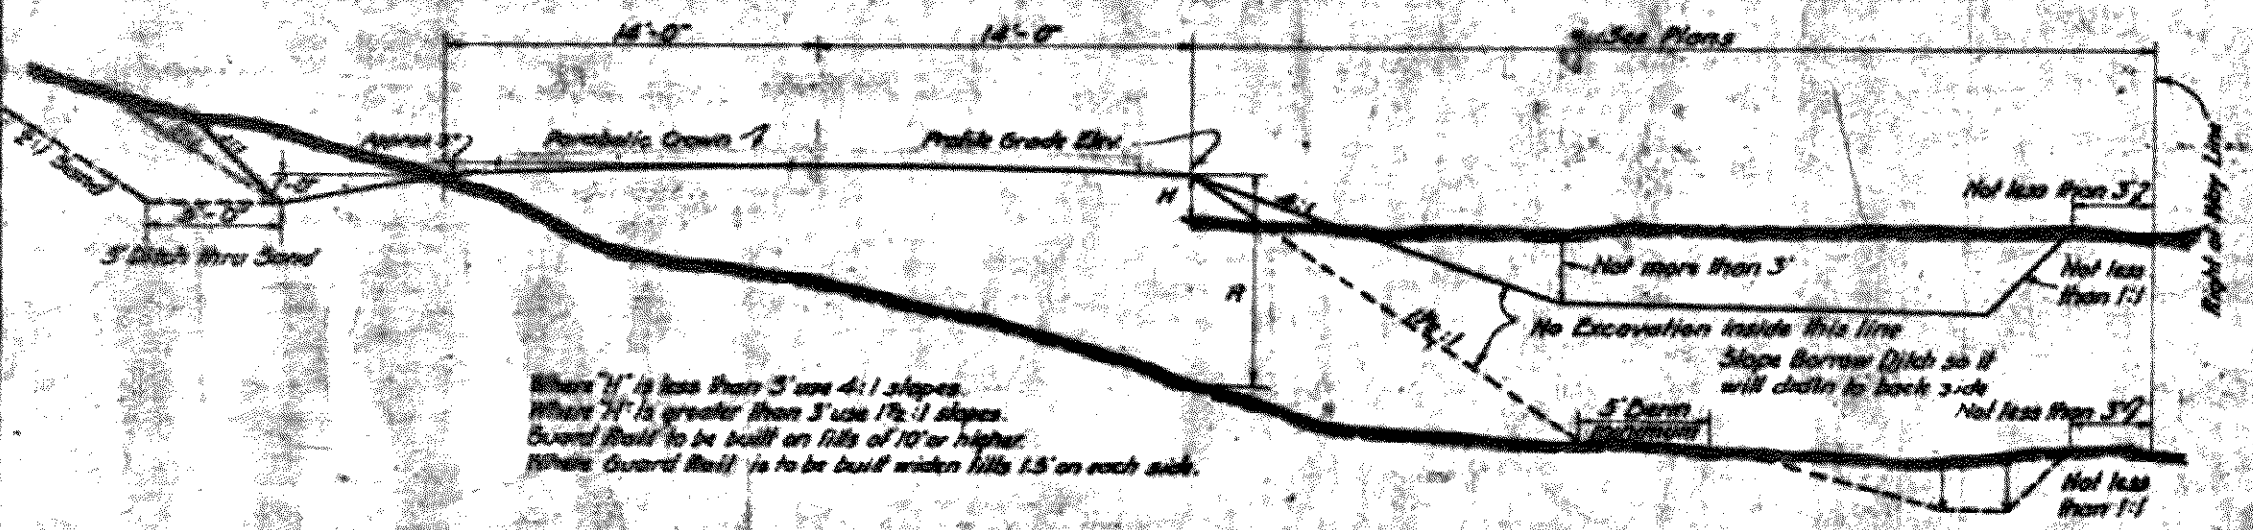 14'-0"
14'-0"
See Plans
Approx 3"
Parabolic Crown
Profile Grade Elev.
Right of Way Line
2:1 Sand
1'-0"
3' Ditch thru Sand
H
4:1
Not less than 3'
Not more than 3'
Not less
than 1:1
H
1½:1
No Excavation inside this line
Slope Borrow Ditch so it
will drain to back side
5' Berm
Not less than 3'
Not less
than 1:1
Where "H" is less than 3' use 4:1 slopes.
Where "H" is greater than 3' use 1½:1 slopes.
Guard Rail to be built on fills of 10' or higher.
Where Guard Rail is to be built widen fills 1.5' on each side.